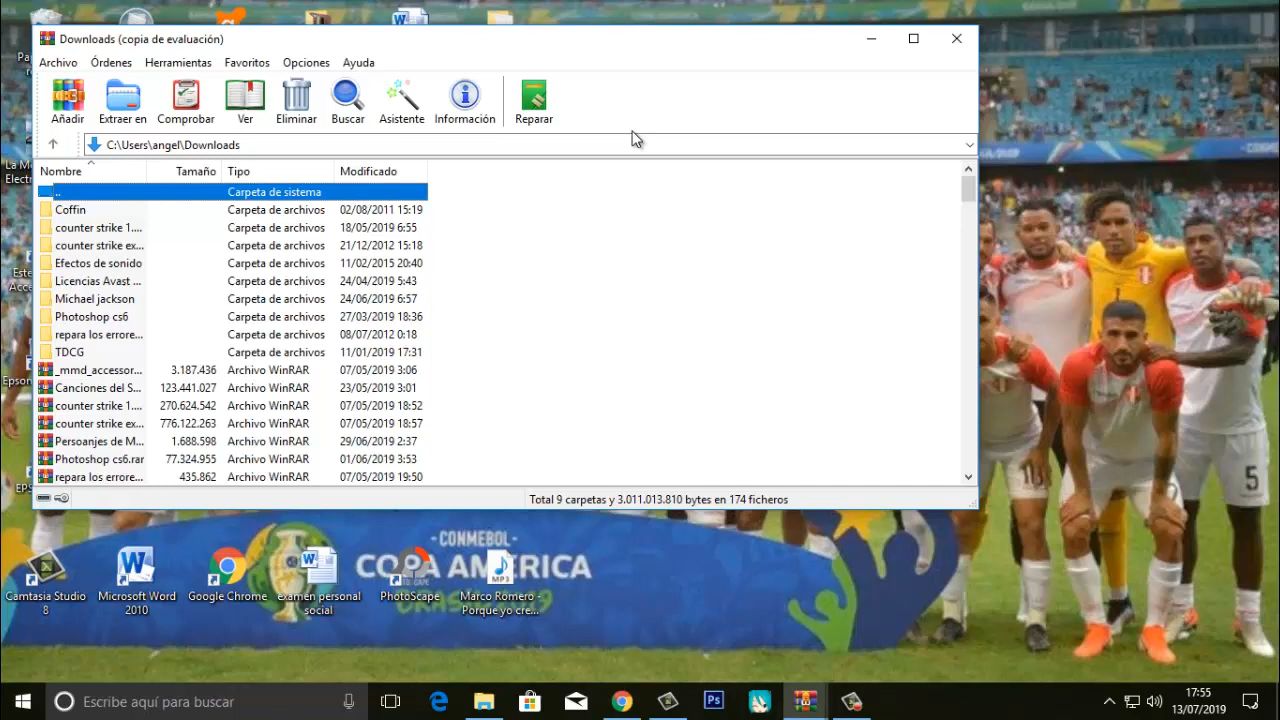 Downloads (copia de evaluación)
Archivo Órdenes Herramientas Favoritos Opciones Ayuda
Añadir Extraer en Comprobar Ver Eliminar Buscar Asistente Información Reparar
C:\Users\angel\Downloads
Nombre Tamaño Tipo Modificado
.. Carpeta de sistema
Coffin Carpeta de archivos 02/08/2011 15:19
counter strike 1.... Carpeta de archivos 18/05/2019 6:55
counter strike ex... Carpeta de archivos 21/12/2012 15:18
Efectos de sonido Carpeta de archivos 11/02/2015 20:40
Licencias Avast ... Carpeta de archivos 24/04/2019 5:43
Michael jackson Carpeta de archivos 24/06/2019 6:57
Photoshop cs6 Carpeta de archivos 27/03/2019 18:36
repara los errore... Carpeta de archivos 08/07/2012 0:18
TDCG Carpeta de archivos 11/01/2019 17:31
_mmd_accessor... 3.187.436 Archivo WinRAR 07/05/2019 3:06
Canciones del S... 123.441.027 Archivo WinRAR 23/05/2019 3:01
counter strike 1.... 270.624.542 Archivo WinRAR 07/05/2019 18:52
counter strike ex... 776.122.263 Archivo WinRAR 07/05/2019 18:57
Persoanjes de M... 1.688.598 Archivo WinRAR 29/06/2019 2:37
Photoshop cs6.rar 77.324.955 Archivo WinRAR 01/06/2019 3:53
repara los errore... 435.862 Archivo WinRAR 07/05/2019 19:50
Total 9 carpetas y 3.011.013.810 bytes en 174 ficheros
CONMEBOL
COPA AMÉRICA
10
5
MP3
Camtasia Studio 8
Microsoft Word 2010
Google Chrome
examen personal social
PhotoScape
Marco Romero - Porque yo cre...
Escribe aquí para buscar
Ps
17:55
13/07/2019